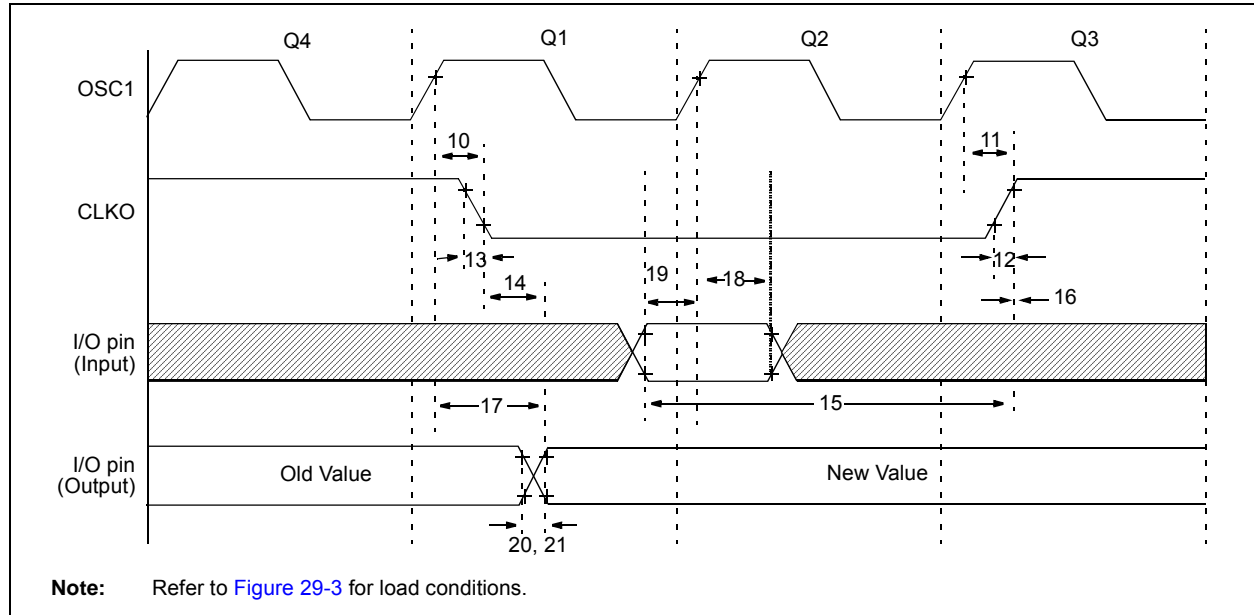 Q4 Q1 Q2 Q3
OSC1
10 11
CLKO
13 12
14 19 18
16
I/O pin
(Input)
17 15
I/O pin
(Output)
Old Value New Value
20, 21
Note: Refer to Figure 29-3 for load conditions.